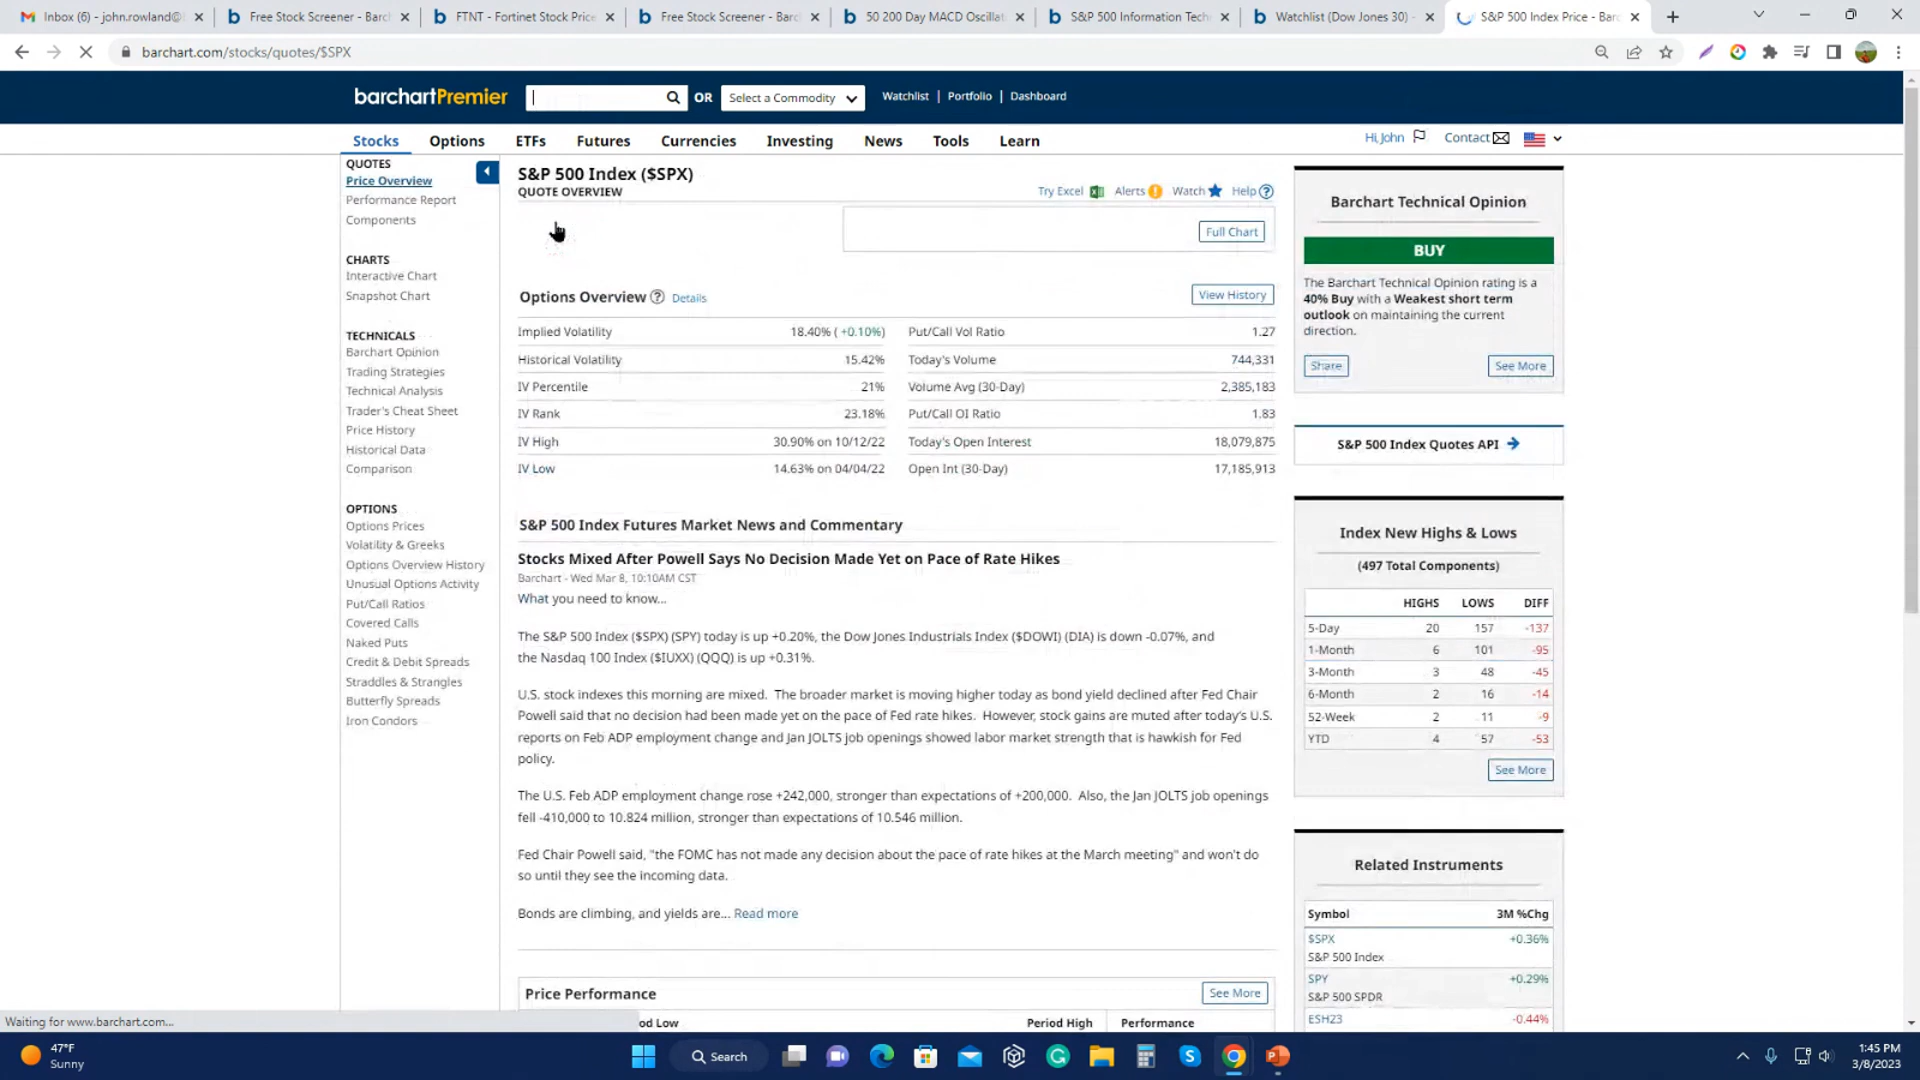 Inbox (6) - john.rowland@
Free Stock Screener - Barch
FTNT - Fortinet Stock Price
Free Stock Screener - Barch
50 200 Day MACD Oscillat
S&P 500 Information Tech
Watchlist (Dow Jones 30) -
S&P 500 Index Price - Barc
barchart.com/stocks/quotes/$SPX
barchartPremier
OR
Select a Commodity
Watchlist | Portfolio | Dashboard
Stocks Options ETFs Futures Currencies Investing News Tools Learn
Hi, John
Contact
QUOTES
Price Overview
Performance Report
Components
CHARTS
Interactive Chart
Snapshot Chart
TECHNICALS
Barchart Opinion
Trading Strategies
Technical Analysis
Trader's Cheat Sheet
Price History
Historical Data
Comparison
OPTIONS
Options Prices
Volatility & Greeks
Options Overview History
Unusual Options Activity
Put/Call Ratios
Covered Calls
Naked Puts
Credit & Debit Spreads
Straddles & Strangles
Butterfly Spreads
Iron Condors
S&P 500 Index ($SPX)
QUOTE OVERVIEW
Try Excel Alerts Watch Help
Full Chart
Options Overview Details
View History
Implied Volatility 18.40% ( +0.10%) Put/Call Vol Ratio 1.27
Historical Volatility 15.42% Today's Volume 744,331
IV Percentile 21% Volume Avg (30-Day) 2,385,183
IV Rank 23.18% Put/Call OI Ratio 1.83
IV High 30.90% on 10/12/22 Today's Open Interest 18,079,875
IV Low 14.63% on 04/04/22 Open Int (30-Day) 17,185,913
S&P 500 Index Futures Market News and Commentary
Stocks Mixed After Powell Says No Decision Made Yet on Pace of Rate Hikes
Barchart - Wed Mar 8, 10:10AM CST
What you need to know...
The S&P 500 Index ($SPX) (SPY) today is up +0.20%, the Dow Jones Industrials Index ($DOWI) (DIA) is down -0.07%, and
the Nasdaq 100 Index ($IUXX) (QQQ) is up +0.31%.
U.S. stock indexes this morning are mixed. The broader market is moving higher today as bond yield declined after Fed Chair
Powell said that no decision had been made yet on the pace of Fed rate hikes. However, stock gains are muted after today's U.S.
reports on Feb ADP employment change and Jan JOLTS job openings showed labor market strength that is hawkish for Fed
policy.
The U.S. Feb ADP employment change rose +242,000, stronger than expectations of +200,000. Also, the Jan JOLTS job openings
fell -410,000 to 10.824 million, stronger than expectations of 10.546 million.
Fed Chair Powell said, "the FOMC has not made any decision about the pace of rate hikes at the March meeting" and won't do
so until they see the incoming data.
Bonds are climbing, and yields are... Read more
Price Performance
See More
od Low Period High Performance
Barchart Technical Opinion
BUY
The Barchart Technical Opinion rating is a
40% Buy with a Weakest short term
outlook on maintaining the current
direction.
Share See More
S&P 500 Index Quotes API
Index New Highs & Lows
(497 Total Components)
HIGHS LOWS DIFF
5-Day 20 157 -137
1-Month 6 101 -95
3-Month 3 48 -45
6-Month 2 16 -14
52-Week 2 11 -9
YTD 4 57 -53
See More
Related Instruments
Symbol 3M %Chg
$SPX +0.36%
S&P 500 Index
SPY +0.29%
S&P 500 SPDR
ESH23 -0.44%
Waiting for www.barchart.com...
47°F
Sunny
Search
1:45 PM
3/8/2023